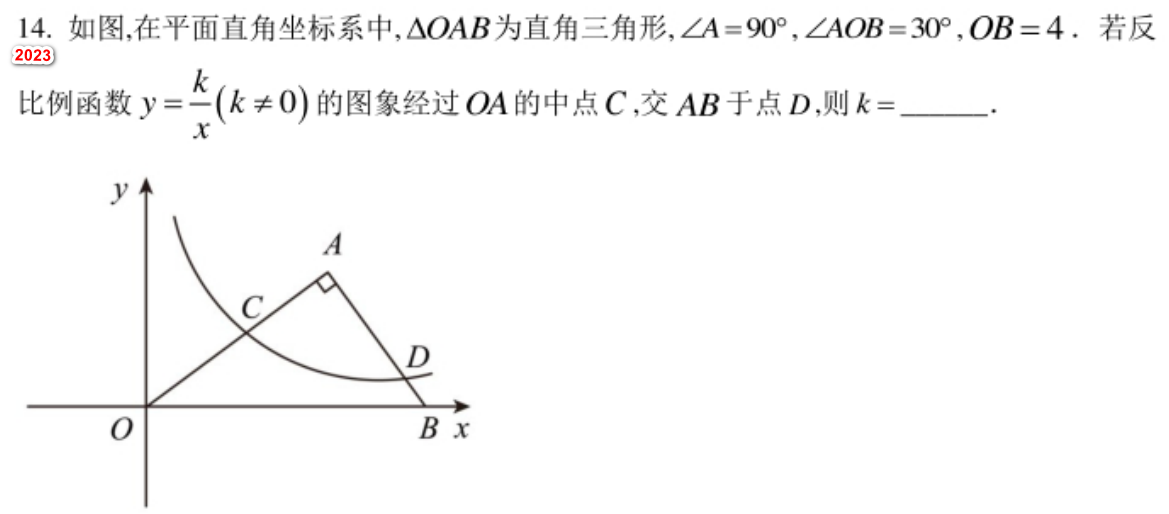 14. 如图,在平面直角坐标系中,ΔOAB为直角三角形,∠A=90°,∠AOB=30°,OB=4．若反
2023
比例函数 y=k/x(k≠0) 的图象经过OA的中点C,交AB于点D,则k=______.
y
A
C
D
O
B x